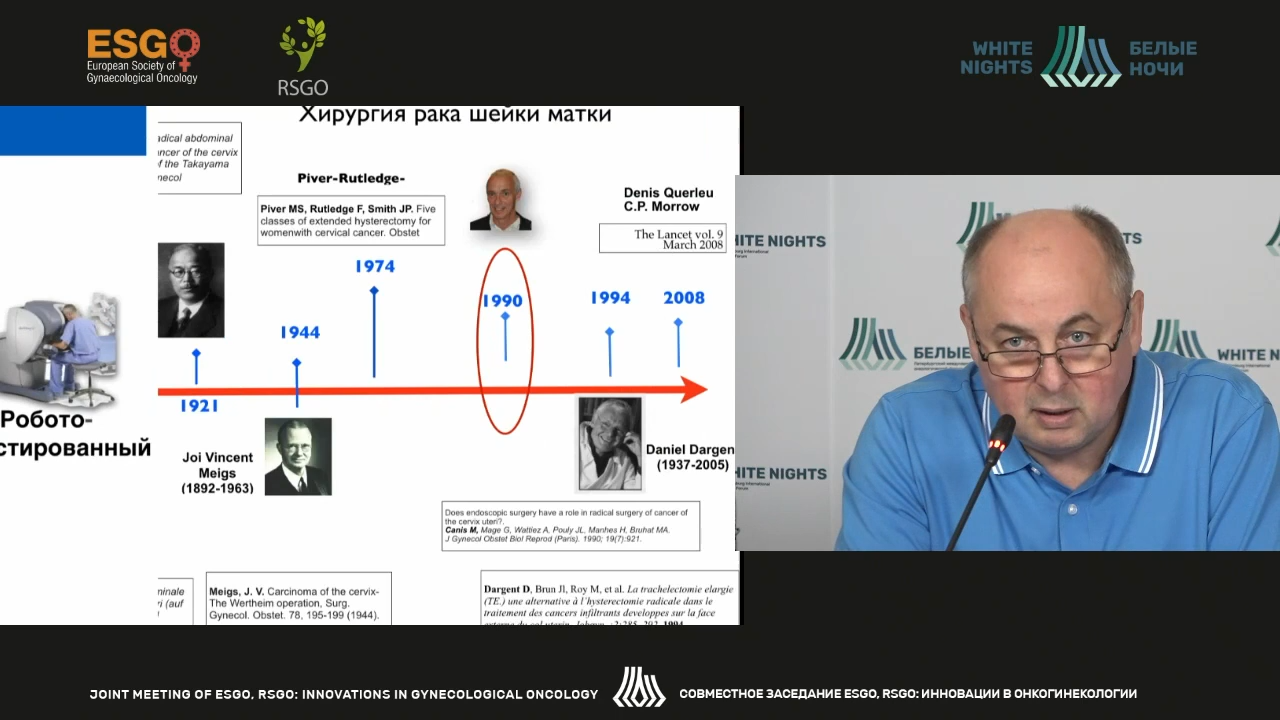 ESGO
European Society of
Gynaecological Oncology
RSGO
WHITE
NIGHTS
БЕЛЫЕ
НОЧИ
Хирургия рака шейки матки
adical abdominal
ancer of the cervix
of the Takayama
necol
Piver-Rutledge-
Piver MS, Rutledge F, Smith JP. Five
classes of extended hysterectomy for
womenwith cervical cancer. Obstet
Denis Querleu
C.P. Morrow
The Lancet vol. 9
March 2008
1974
1990
1994
2008
1944
1921
Робото-
стированный
Joi Vincent
Meigs
(1892-1963)
Daniel Dargen
(1937-2005)
Does endoscopic surgery have a role in radical surgery of cancer of
the cervix uteri?.
Canis M, Mage G, Wattiez A, Pouly JL, Manhes H, Bruhat MA.
J Gynecol Obstet Biol Reprod (Paris). 1990; 19(7):921.
minale
ri (auf
Meigs, J. V. Carcinoma of the cervix-
The Wertheim operation, Surg.
Gynecol. Obstet. 78, 195-199 (1944).
Dargent D, Brun Jl, Roy M, et al. La trachelectomie elargie
(TE.) une alternative à l'hysterectomie radicale dans le
traitement des cancers infiltrants developpes sur la face
HITE NIGHTS
TS
БЕЛЫЕ
WHITE NIGHTS
HITE NIGHTS
JOINT MEETING OF ESGO, RSGO: INNOVATIONS IN GYNECOLOGICAL ONCOLOGY
СОВМЕСТНОЕ ЗАСЕДАНИЕ ESGO, RSGO: ИННОВАЦИИ В ОНКОГИНЕКОЛОГИИ